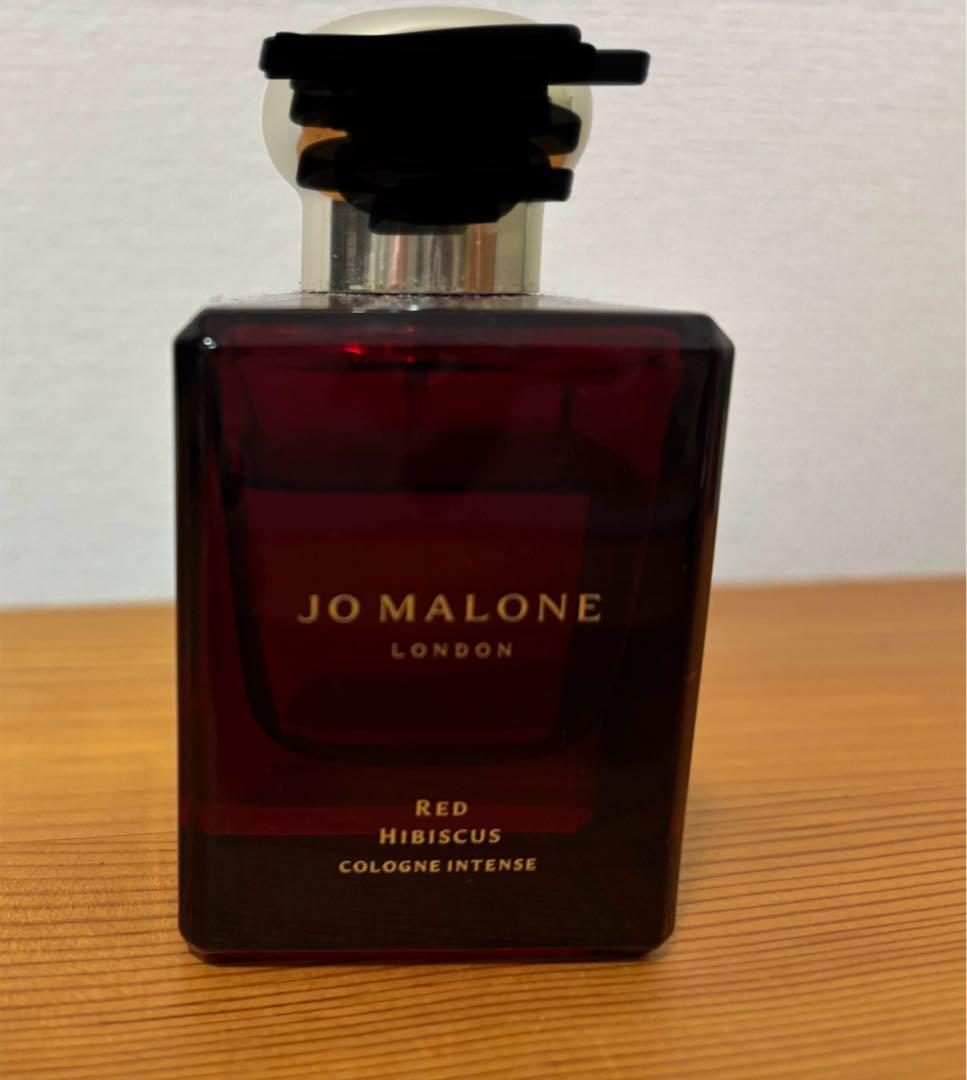 JO MALONE
LONDON
RED
HIBISCUS
COLOGNE INTENSE